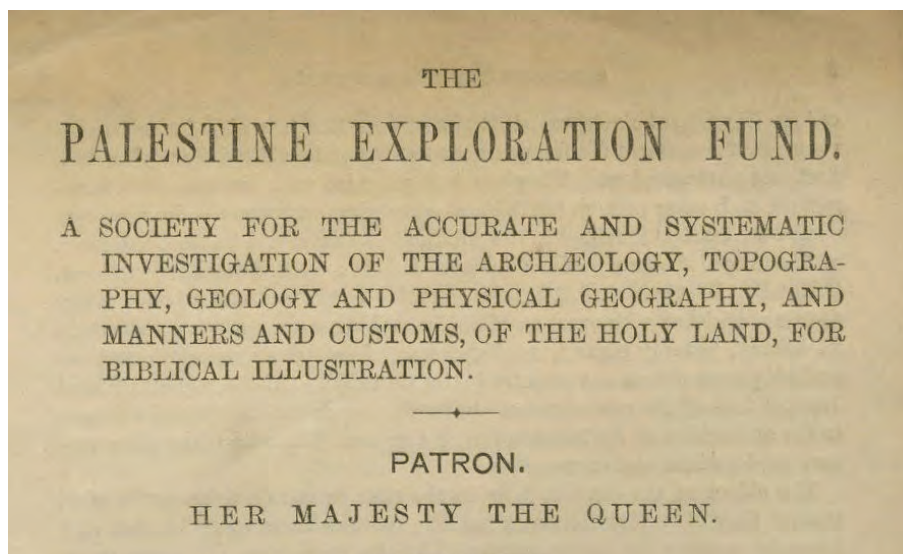 THE
PALESTINE EXPLORATION FUND.
A SOCIETY FOR THE ACCURATE AND SYSTEMATIC
INVESTIGATION OF THE ARCHÆOLOGY, TOPOGRA-
PHY, GEOLOGY AND PHYSICAL GEOGRAPHY, AND
MANNERS AND CUSTOMS, OF THE HOLY LAND, FOR
BIBLICAL ILLUSTRATION.
PATRON.
HER MAJESTY THE QUEEN.